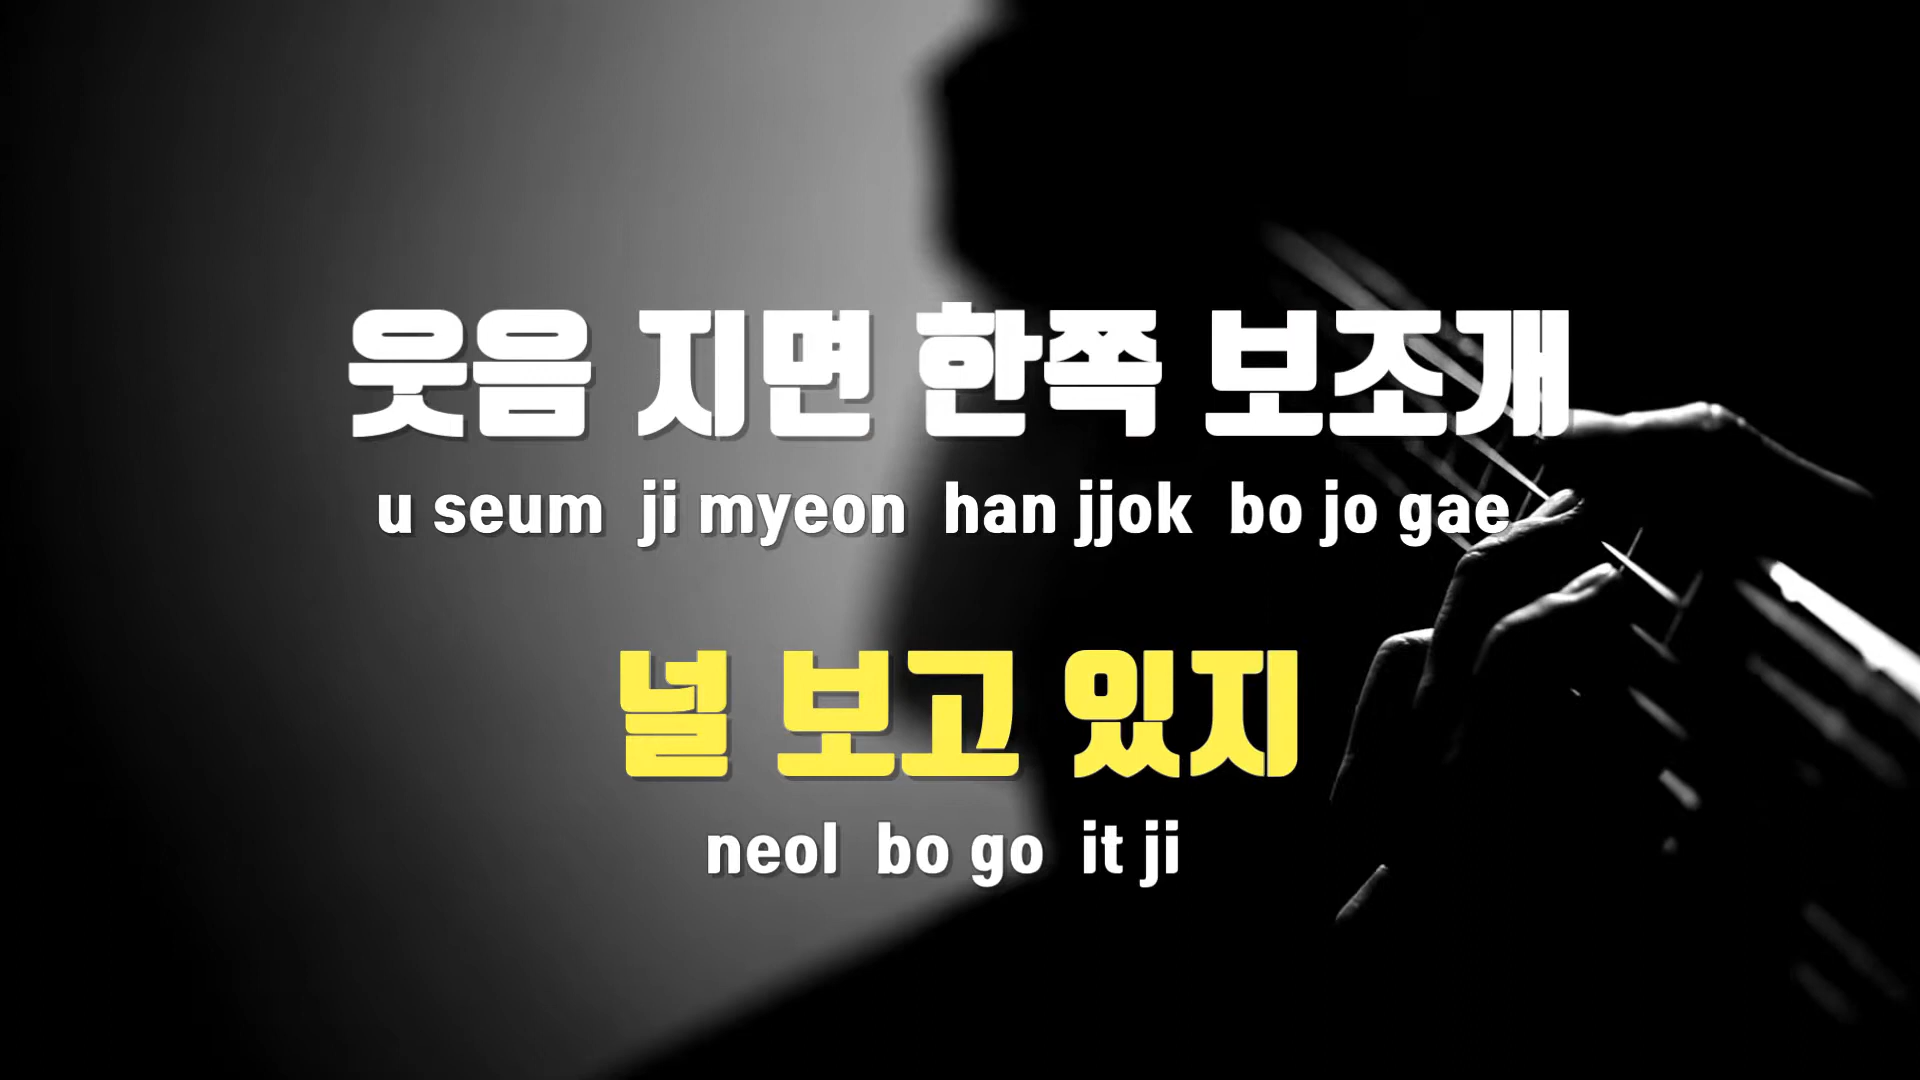 웃음 지면 한쪽 보조개
u seum ji myeon han jjok bo jo gae
널 보고 있지
neol bo go it ji